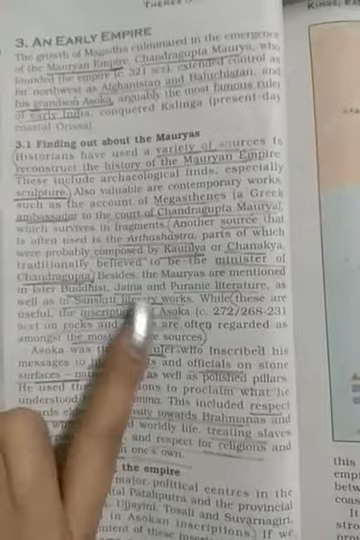 3. AN EARLY EMPIRE
The growth of Magadha culminated in the emergence
of the Mauryan Empire. Chandragupta Maurya, who
founded the empire (c. 321 BCE), extended control as
far northwest as Afghanistan and Baluchistan, and
his grandson Asoka, arguably the most famous ruler
of early India, conquered Kalinga (present-day
coastal Orissa)
3.1 Finding out about the Mauryas
Historians have used a variety of sources to
reconstruct the history of the Mauryan Empire.
These include archaeological finds, especially
sculpture. Also valuable are contemporary works,
such as the account of Megasthenes (a Greek
ambassador to the court of Chandragupta Maurya),
which survives in fragments. Another source that
is often used is the Arthashastra, parts of which
were probably composed by Kautilya or Chanakya,
traditionally believed to be the minister of
Chandragupta. Besides, the Mauryas are mentioned
in later Buddhist, Jaina and Puranic literature, as
well as in Sanskrit literary works. While these are
useful, the inscriptions Asoka (c. 272/268-231
BCE) on rocks and are often regarded as
amongst the most sources.
Asoka was the ruler who inscribed his
messages to and officials on stone
surfaces – as well as polished pillars.
He used the to proclaim what he
understood This included respect
towards Brahmanas and
worldly life, treating slaves
and respect for religions and
one's own.
the empire
major political centres in the
Pataliputra and the provincial
Ujjayini, Tosali and Suvarnagiri,
in Asokan inscriptions). If we
content of these
this
emp
betw
coas
It
stro